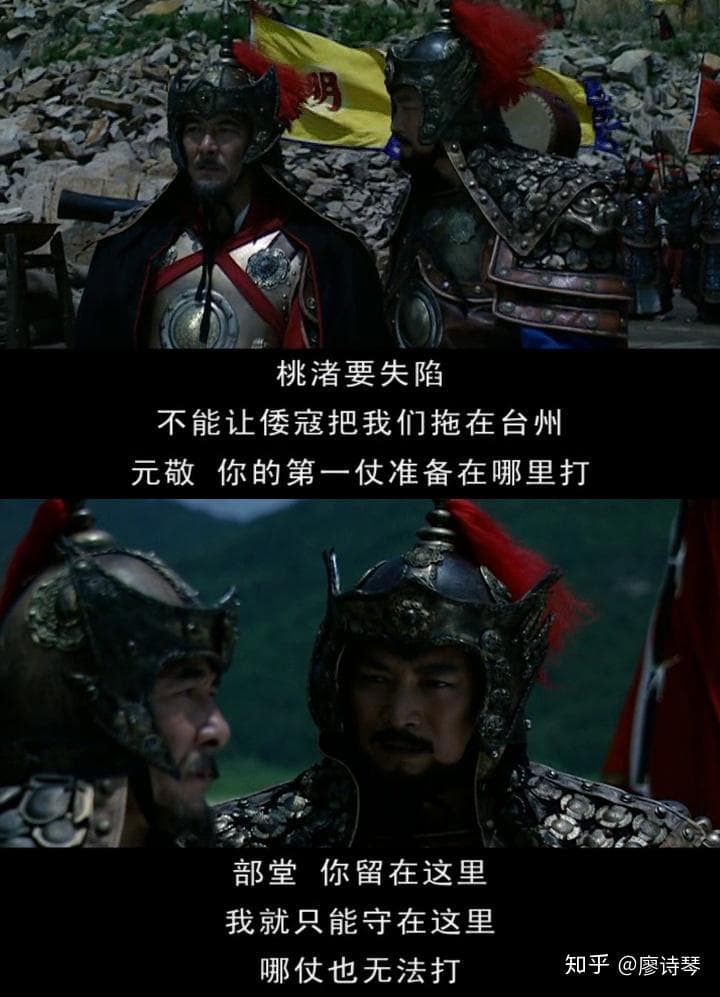 明
桃渚要失陷
不能让倭寇把我们拖在台州
元敬 你的第一仗准备在哪里打
部堂 你留在这里
我就只能守在这里
哪仗也无法打
知乎 @廖诗琴